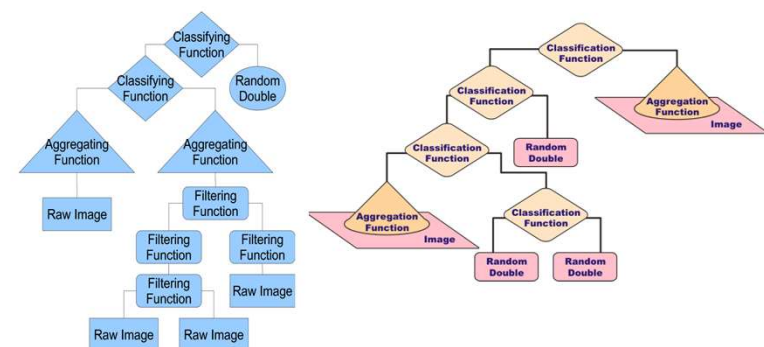 Classifying
Function
Classifying
Function
Random
Double
Aggregating
Function
Aggregating
Function
Raw Image
Filtering
Function
Filtering
Function
Filtering
Function
Filtering
Function
Raw Image
Raw Image
Raw Image
Classification
Function
Classification
Function
Aggregation
Function
Image
Random
Double
Classification
Function
Aggregation
Function
Image
Classification
Function
Random
Double
Random
Double